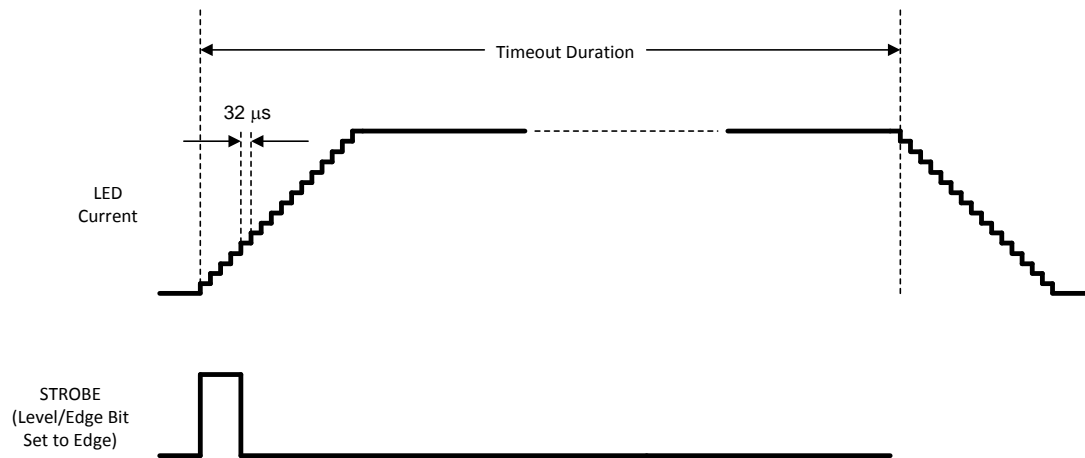 Timeout Duration
32 μs
LED
Current
STROBE
(Level/Edge Bit
Set to Edge)